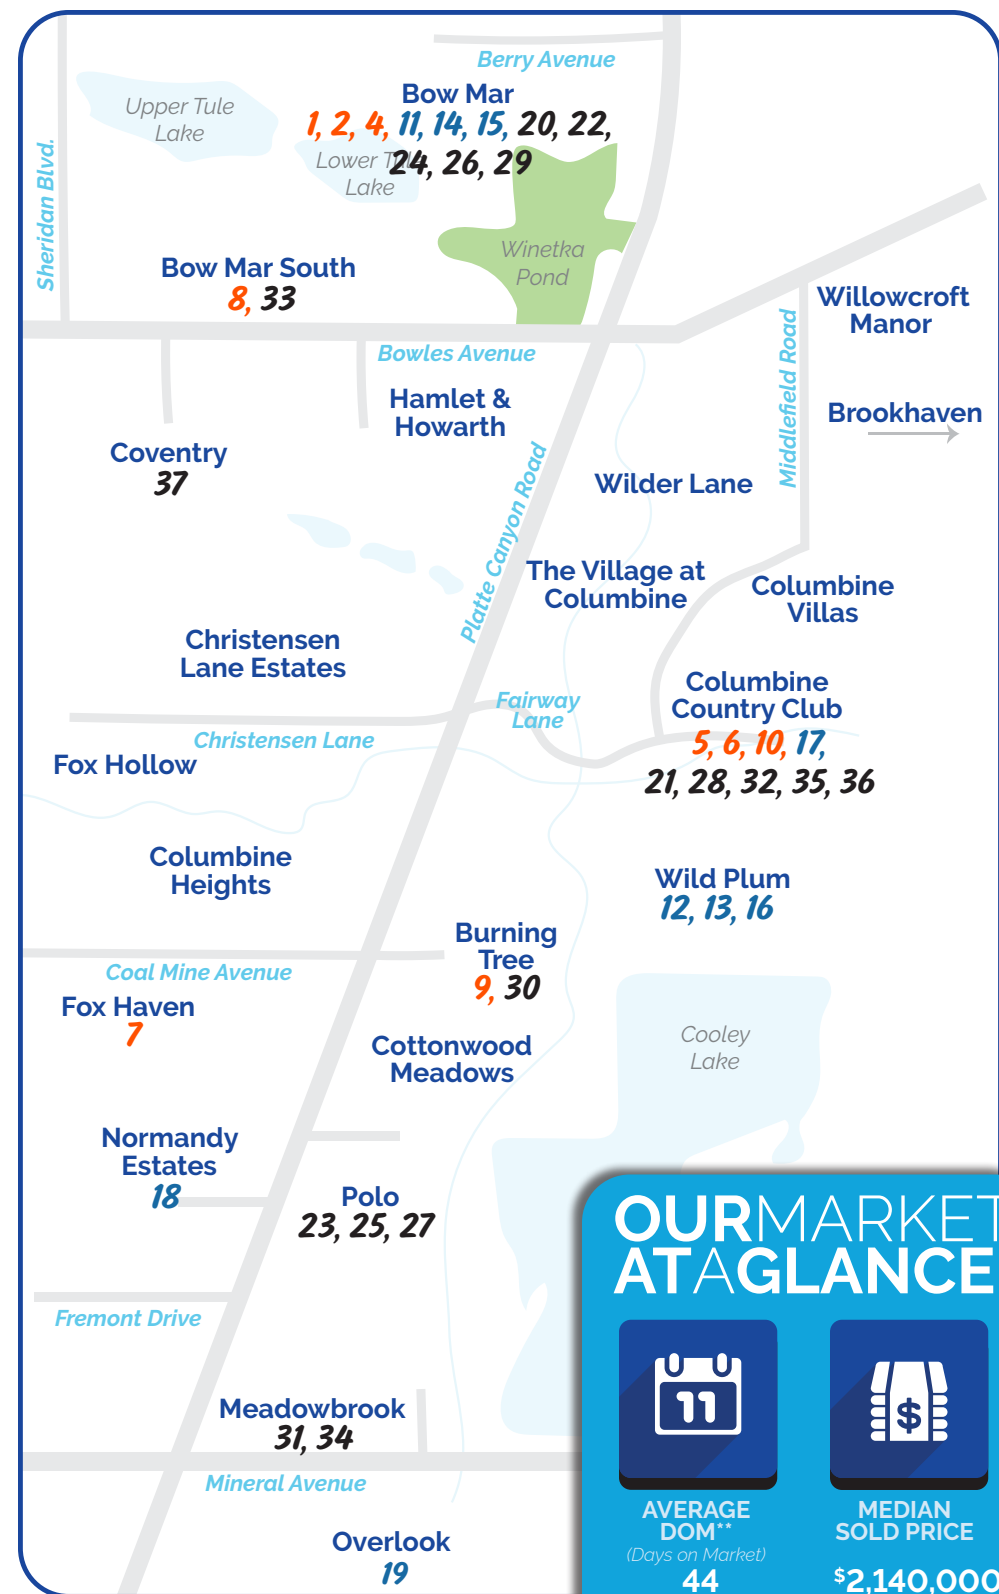 Berry Avenue
Bow Mar
1, 2, 4, 11, 14, 15, 20, 22,
24, 26, 29
Upper Tule
Lake
Lower Tule
Lake
Sheridan Blvd.
Winetka
Pond
Bow Mar South
8, 33
Willowcroft
Manor
Bowles Avenue
Middlefield Road
Hamlet &
Howarth
Brookhaven
Coventry
37
Platte Canyon Road
Wilder Lane
The Village at
Columbine
Columbine
Villas
Christensen
Lane Estates
Columbine
Country Club
5, 6, 10, 17,
21, 28, 32, 35, 36
Fairway
Lane
Christensen Lane
Fox Hollow
Columbine
Heights
Wild Plum
12, 13, 16
Burning
Tree
9, 30
Coal Mine Avenue
Fox Haven
7
Cottonwood
Meadows
Cooley
Lake
Normandy
Estates
18
Polo
23, 25, 27
Fremont Drive
Meadowbrook
31, 34
Mineral Avenue
Overlook
19
OURMARKET
ATAGLANCE
11
$
AVERAGE
DOM**
(Days on Market)
44
MEDIAN
SOLD PRICE
$2,140,000